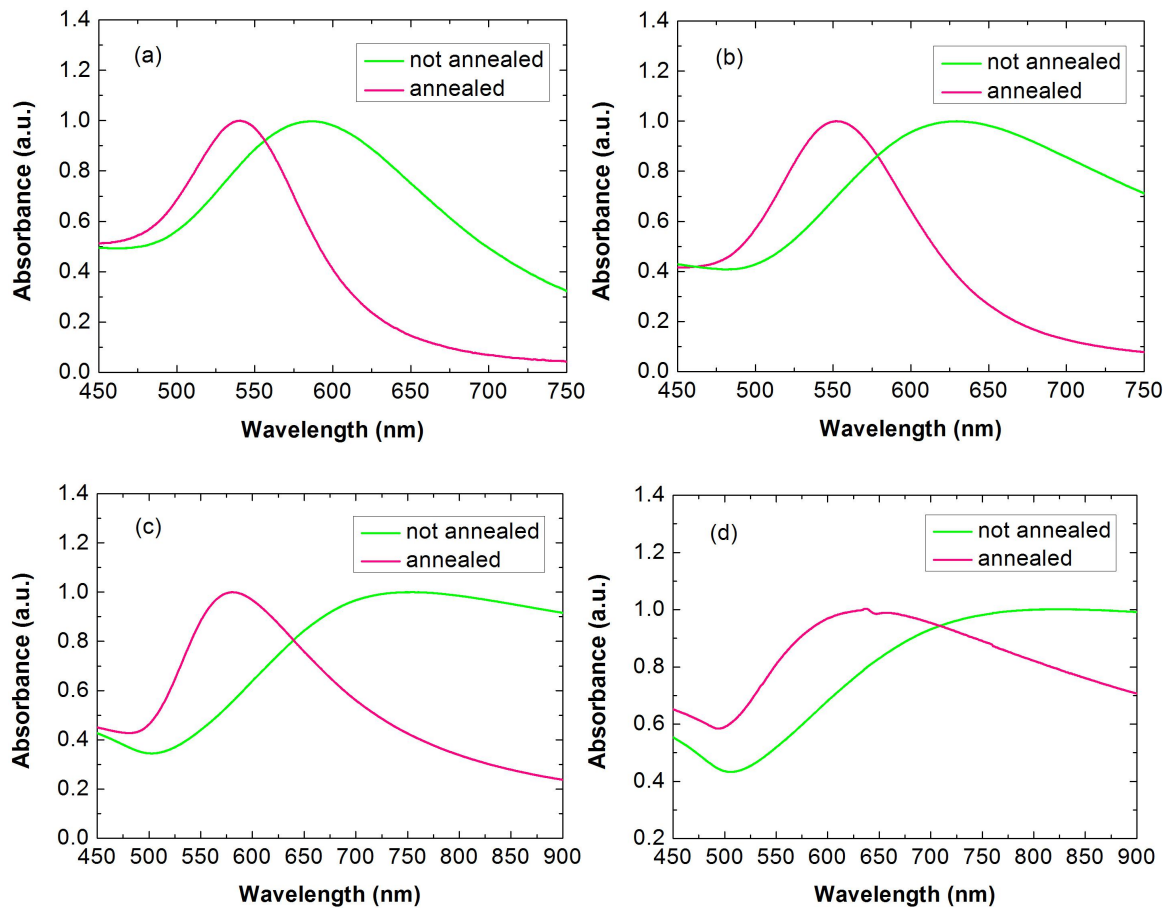 (a)
not annealed
annealed
1.4
1.2
1.0
0.8
0.6
0.4
0.2
0.0
Absorbance (a.u.)
450 500 550 600 650 700 750
Wavelength (nm)
(b)
not annealed
annealed
1.4
1.2
1.0
0.8
0.6
0.4
0.2
0.0
Absorbance (a.u.)
450 500 550 600 650 700 750
Wavelength (nm)
(c)
not annealed
annealed
1.4
1.2
1.0
0.8
0.6
0.4
0.2
0.0
Absorbance (a.u.)
450 500 550 600 650 700 750 800 850 900
Wavelength (nm)
(d)
not annealed
annealed
1.4
1.2
1.0
0.8
0.6
0.4
0.2
Absorbance (a.u.)
450 500 550 600 650 700 750 800 850 900
Wavelength (nm)